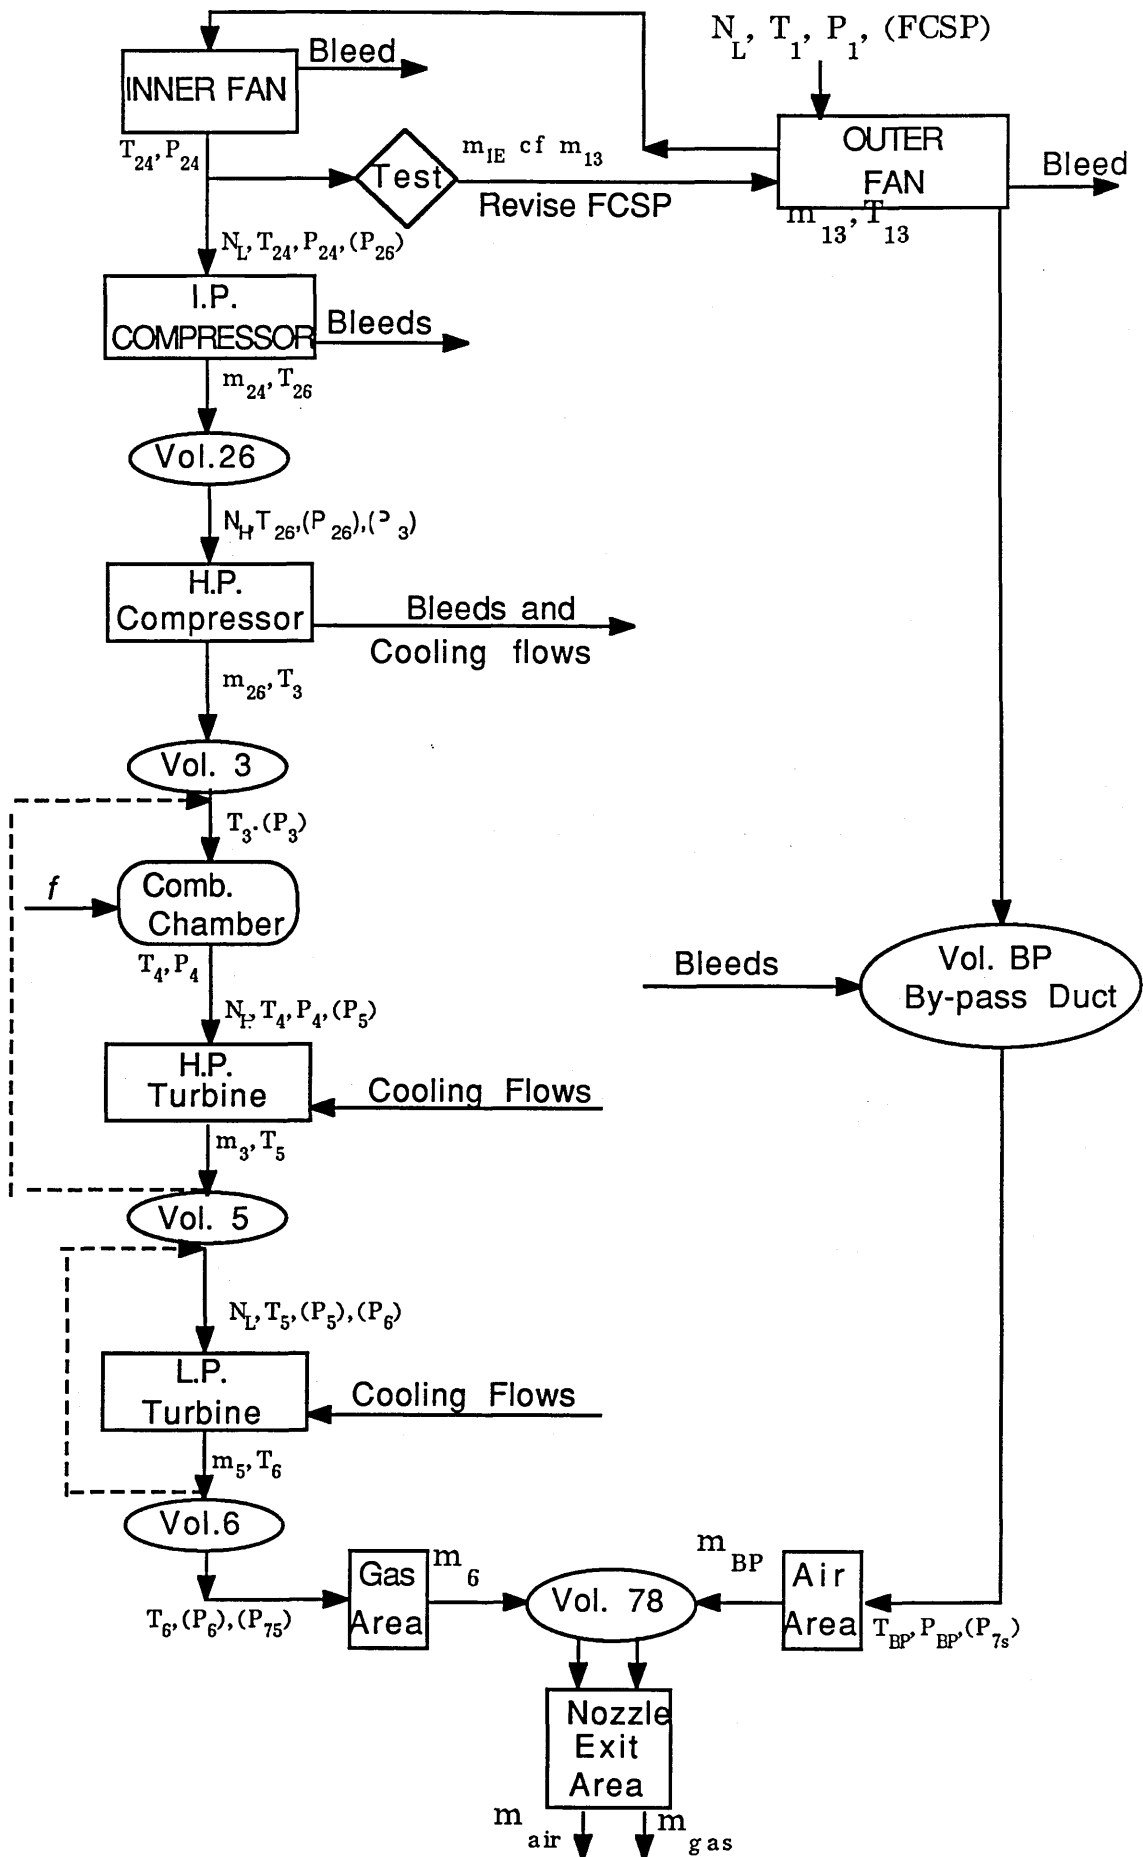 N_L, T_1, P_1, (FCSP)
Bleed
INNER FAN
T_24, P_24
Test
m_IE cf m_13
Revise FCSP
OUTER
FAN
m_13, T_13
Bleed
N_L, T_24, P_24, (P_26)
I.P.
COMPRESSOR
Bleeds
m_24, T_26
Vol.26
N_H, T_26, (P_26), (P_3)
H.P.
Compressor
Bleeds and
Cooling flows
m_26, T_3
Vol. 3
T_3. (P_3)
f
Comb.
Chamber
T_4, P_4
Bleeds
Vol. BP
By-pass Duct
N_H, T_4, P_4, (P_5)
H.P.
Turbine
Cooling Flows
m_3, T_5
Vol. 5
N_L, T_5, (P_5), (P_6)
L.P.
Turbine
Cooling Flows
m_5, T_6
Vol.6
T_6, (P_6), (P_75)
Gas
Area
m_6
Vol. 78
m_BP
Air
Area
T_BP, P_BP, (P_7s)
Nozzle
Exit
Area
m_air
m_gas